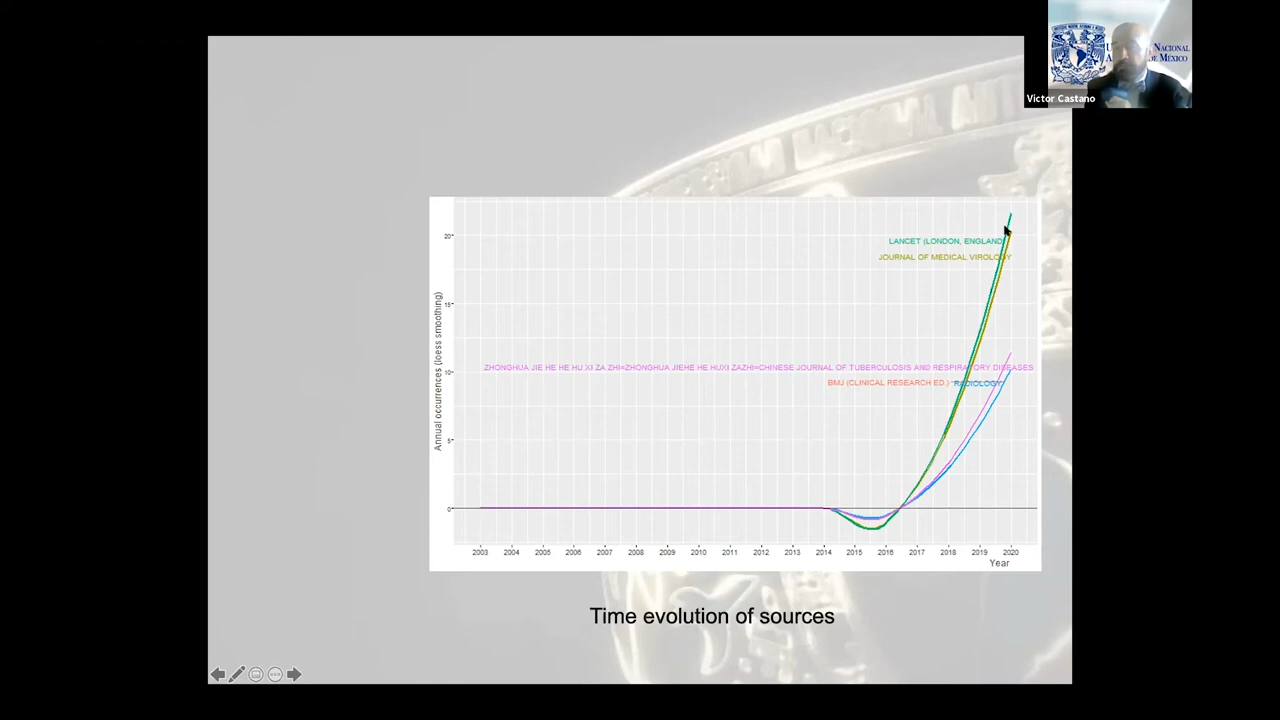 U NACIONAL
A DE MÉXICO
Victor Castano
LANCET (LONDON, ENGLAND)
JOURNAL OF MEDICAL VIROLOGY
ZHONGHUA JIE HE HE HU XI ZA ZHI=ZHONGHUA JIEHE HE HUXI ZAZHI=CHINESE JOURNAL OF TUBERCULOSIS AND RESPIRATORY DISEASES
BMJ (CLINICAL RESEARCH ED.) RADIOLOGY
Annual occurrences (loess smoothing)
20
15
10
5
0
2003 2004 2005 2006 2007 2008 2009 2010 2011 2012 2013 2014 2015 2016 2017 2018 2019 2020
Year
Time evolution of sources